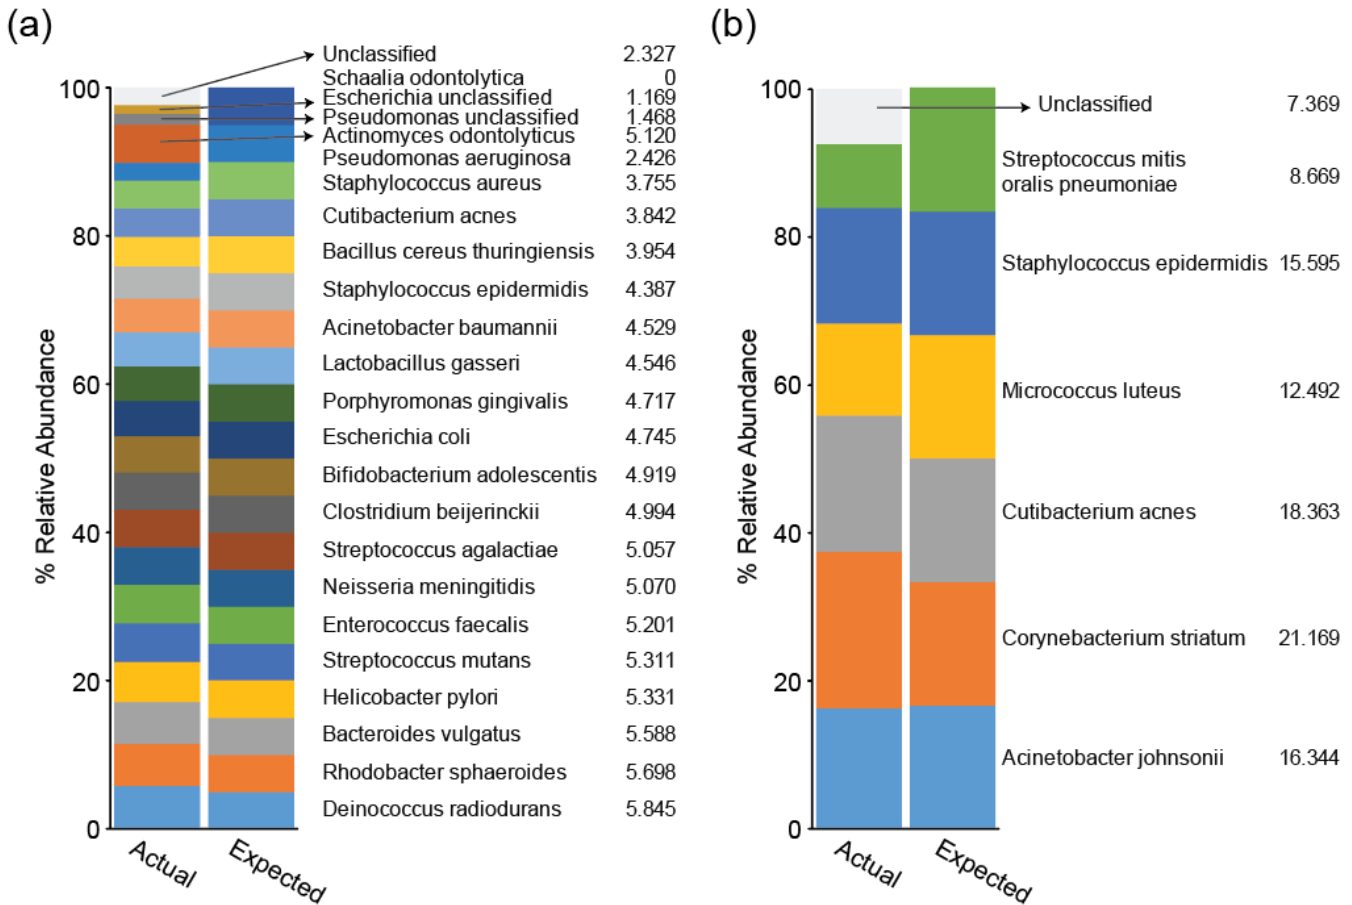 (a)
Unclassified 2.327
Schaalia odontolytica 0
Escherichia unclassified 1.169
Pseudomonas unclassified 1.468
Actinomyces odontolyticus 5.120
Pseudomonas aeruginosa 2.426
Staphylococcus aureus 3.755
Cutibacterium acnes 3.842
Bacillus cereus thuringiensis 3.954
Staphylococcus epidermidis 4.387
Acinetobacter baumannii 4.529
Lactobacillus gasseri 4.546
Porphyromonas gingivalis 4.717
Escherichia coli 4.745
Bifidobacterium adolescentis 4.919
Clostridium beijerinckii 4.994
Streptococcus agalactiae 5.057
Neisseria meningitidis 5.070
Enterococcus faecalis 5.201
Streptococcus mutans 5.311
Helicobacter pylori 5.331
Bacteroides vulgatus 5.588
Rhodobacter sphaeroides 5.698
Deinococcus radiodurans 5.845
% Relative Abundance
100
80
60
40
20
0
Actual
Expected
(b)
Unclassified 7.369
Streptococcus mitis
oralis pneumoniae 8.669
Staphylococcus epidermidis 15.595
Micrococcus luteus 12.492
Cutibacterium acnes 18.363
Corynebacterium striatum 21.169
Acinetobacter johnsonii 16.344
% Relative Abundance
100
80
60
40
20
0
Actual
Expected